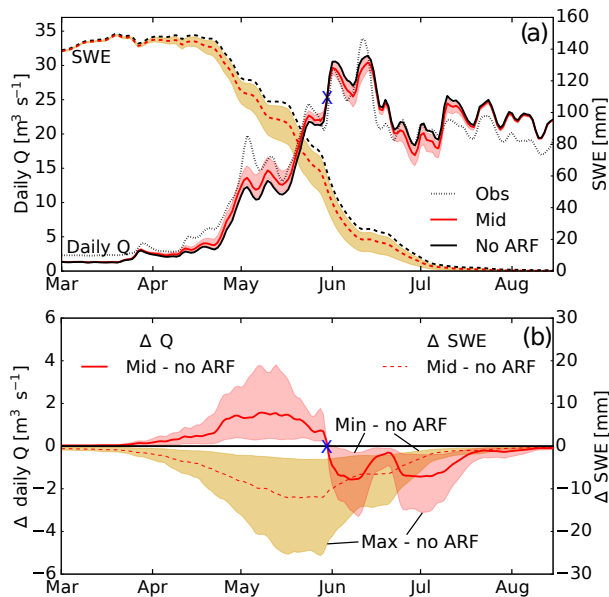 35
30
25
20
15
10
5
0
Daily Q [m³ s⁻¹]
160
140
120
100
80
60
40
20
0
SWE [mm]
(a)
SWE
Daily Q
Obs
Mid
No ARF
Mar Apr May Jun Jul Aug
6
4
2
0
−2
−4
−6
Δ daily Q [m³ s⁻¹]
30
20
10
0
−10
−20
−30
Δ SWE [mm]
(b)
Δ Q
Mid - no ARF
Δ SWE
Mid - no ARF
Min - no ARF
Max - no ARF
Mar Apr May Jun Jul Aug